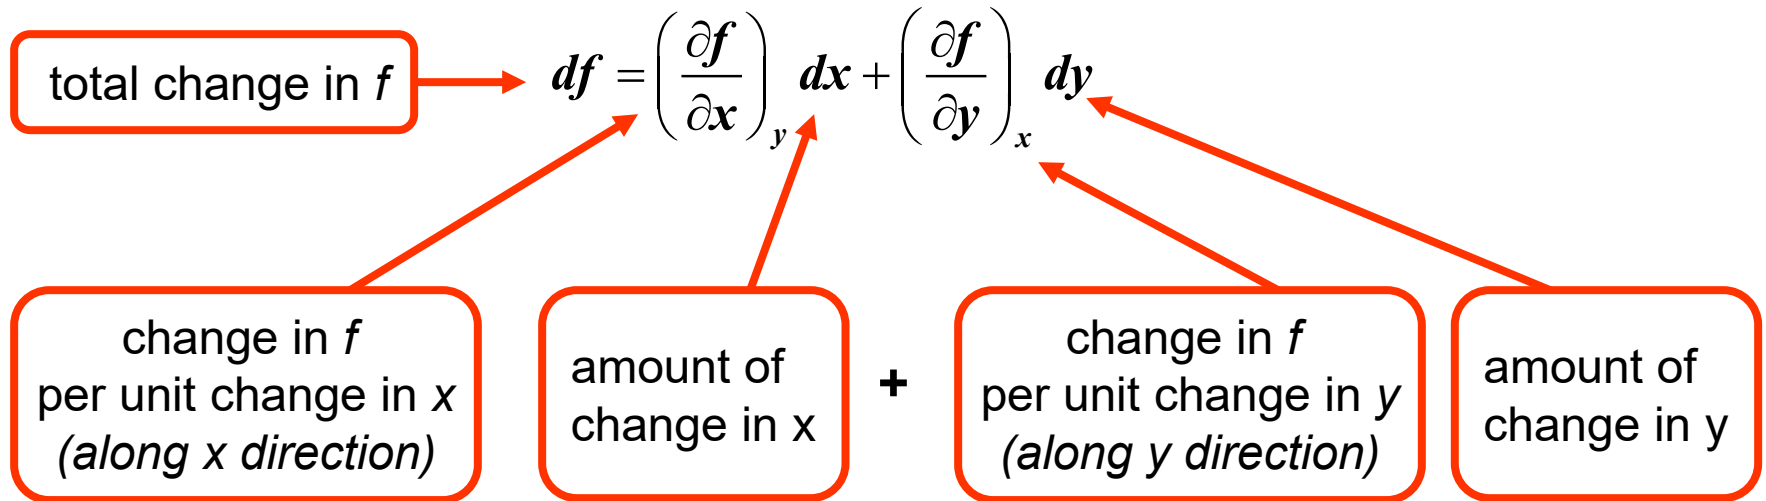 total change in f
df = (∂f/∂x)_y dx + (∂f/∂y)_x dy
change in f
per unit change in x
(along x direction)
amount of
change in x
+
change in f
per unit change in y
(along y direction)
amount of
change in y